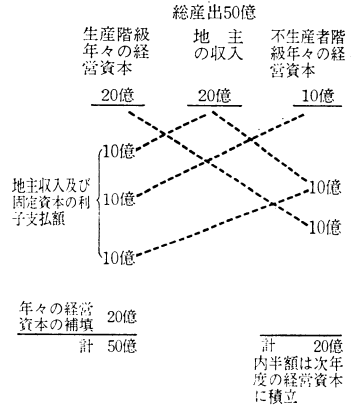 総産出50億
生産階級
年々の経
営資本
地主
の収入
不生産者階
級年々の経
営資本
20億
20億
10億
10億
10億
10億
地主収入及び
固定資本の利
子支払額
10億
10億
年々の経営
資本の補塡
20億
計 50億
計 20億
内半額は次年
度の経営資本
に積立